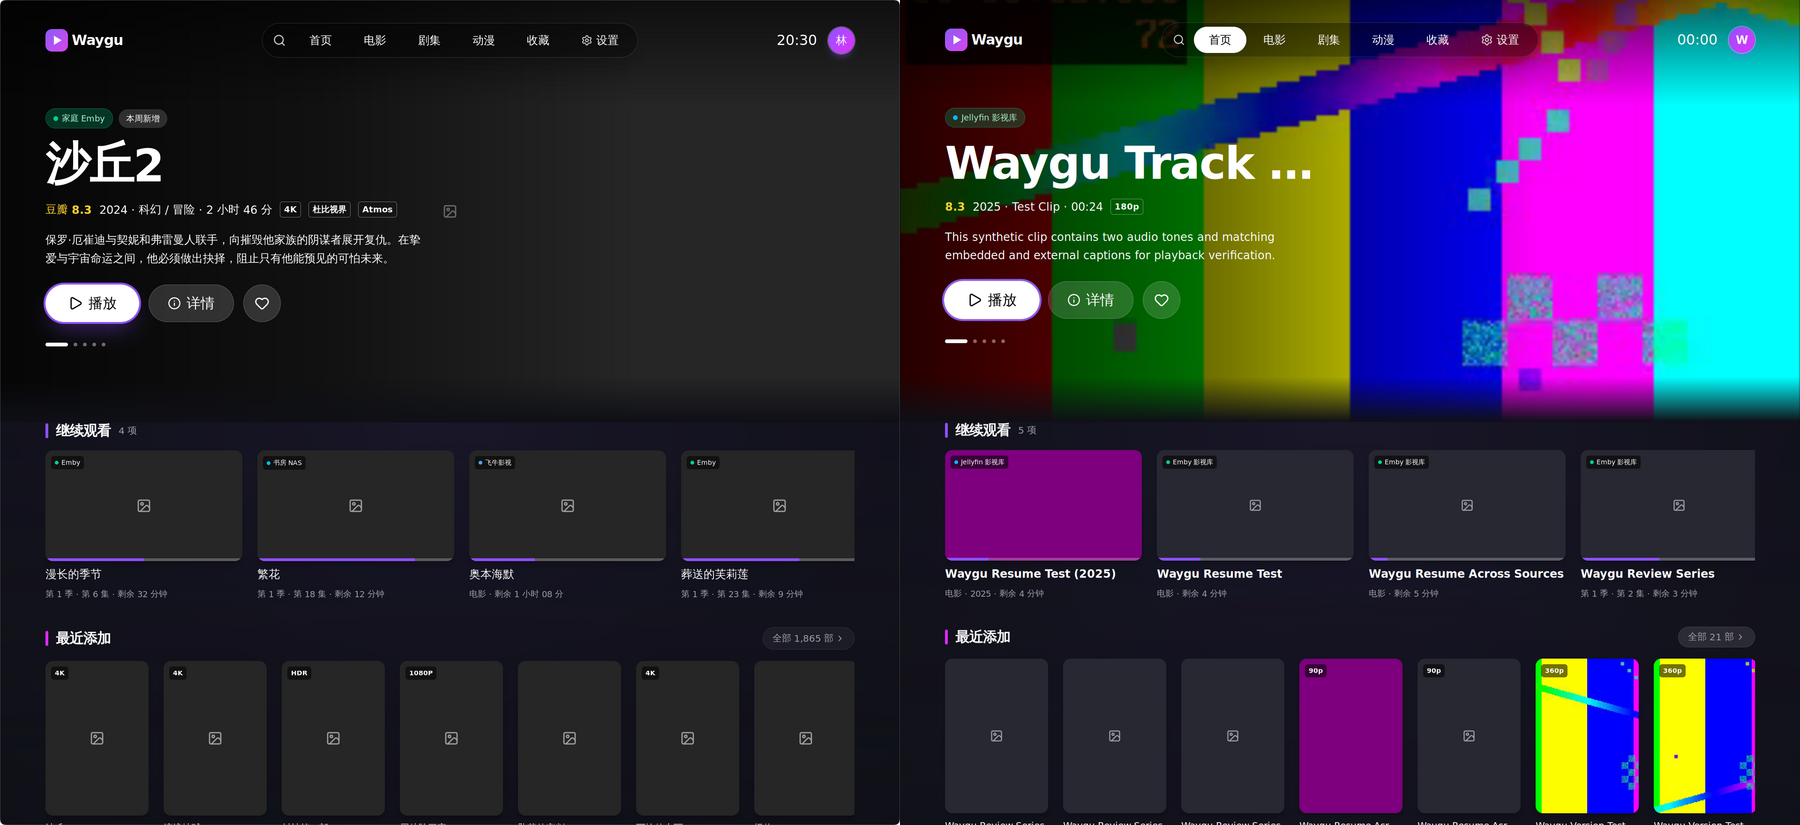 Waygu
首页
电影
剧集
动漫
收藏
设置
20:30
林
家庭 Emby
本周新增
沙丘2
豆瓣 8.3 2024 · 科幻 / 冒险 · 2 小时 46 分 4K 杜比视界 Atmos
保罗·厄崔迪与契妮和弗雷曼人联手，向摧毁他家族的阴谋者展开复仇。在挚
爱与宇宙命运之间，他必须做出抉择，阻止只有他能预见的可怕未来。
播放
详情
继续观看 4 项
Emby
书房 NAS
飞牛影视
Emby
漫长的季节
繁花
奥本海默
葬送的芙莉莲
第 1 季 · 第 6 集 · 剩余 32 分钟
第 1 季 · 第 18 集 · 剩余 12 分钟
电影 · 剩余 1 小时 08 分
第 1 季 · 第 23 集 · 剩余 9 分钟
最近添加
全部 1,865 部
4K
4K
HDR
1080P
4K
Waygu
72
首页
电影
剧集
动漫
收藏
设置
00:00
W
Jellyfin 影视库
Waygu Track ...
8.3 2025 · Test Clip · 00:24 180p
This synthetic clip contains two audio tones and matching
embedded and external captions for playback verification.
播放
详情
继续观看 5 项
Jellyfin 影视库
Emby 影视库
Emby 影视库
Emby 影视库
Waygu Resume Test (2025)
Waygu Resume Test
Waygu Resume Across Sources
Waygu Review Series
电影 · 2025 · 剩余 4 分钟
电影 · 剩余 4 分钟
电影 · 剩余 5 分钟
第 1 季 · 第 2 集 · 剩余 3 分钟
最近添加
全部 21 部
90p
90p
360p
360p